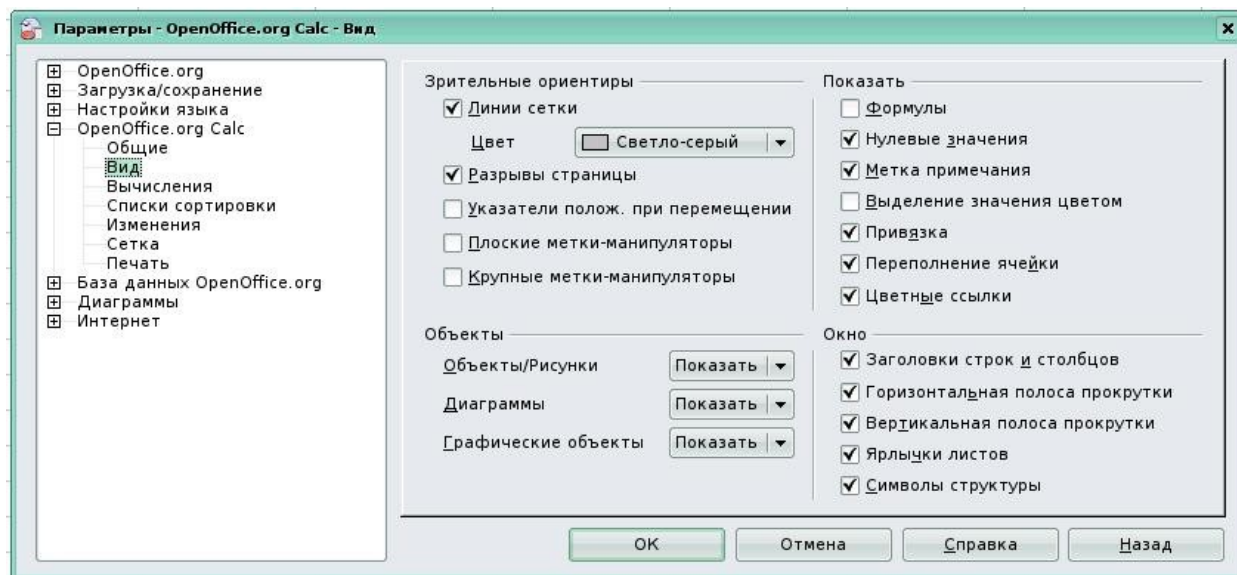 Параметры - OpenOffice.org Calc - Вид
OpenOffice.org
Загрузка/сохранение
Настройки языка
OpenOffice.org Calc
Общие
Вид
Вычисления
Списки сортировки
Изменения
Сетка
Печать
База данных OpenOffice.org
Диаграммы
Интернет
Зрительные ориентиры
Линии сетки
Цвет Светло-серый
Разрывы страницы
Указатели полож. при перемещении
Плоские метки-манипуляторы
Крупные метки-манипуляторы
Показать
Формулы
Нулевые значения
Метка примечания
Выделение значения цветом
Привязка
Переполнение ячейки
Цветные ссылки
Объекты
Объекты/Рисунки Показать
Диаграммы Показать
Графические объекты Показать
Окно
Заголовки строк и столбцов
Горизонтальная полоса прокрутки
Вертикальная полоса прокрутки
Ярлычки листов
Символы структуры
ОК Отмена Справка Назад